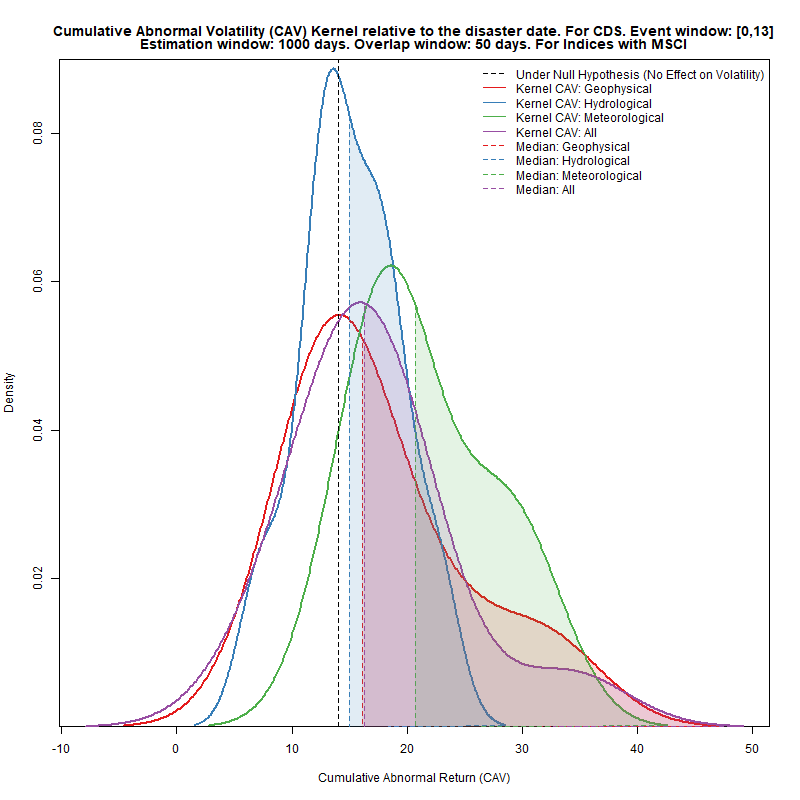 Cumulative Abnormal Volatility (CAV) Kernel relative to the disaster date. For CDS. Event window: [0,13]
Estimation window: 1000 days. Overlap window: 50 days. For Indices with MSCI
Under Null Hypothesis (No Effect on Volatility)
Kernel CAV: Geophysical
Kernel CAV: Hydrological
Kernel CAV: Meteorological
Kernel CAV: All
Median: Geophysical
Median: Hydrological
Median: Meteorological
Median: All
0.08
0.06
0.04
0.02
Density
-10 0 10 20 30 40 50
Cumulative Abnormal Return (CAV)